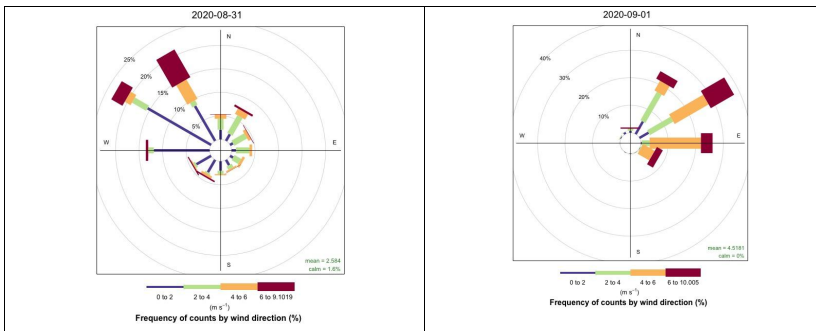 2020-08-31
N
25%
20%
15%
10%
5%
W
E
S
mean = 2.584
calm = 1.6%
0 to 2 2 to 4 4 to 6 6 to 9.1019
(m s⁻¹)
Frequency of counts by wind direction (%)
2020-09-01
N
40%
30%
20%
10%
W
E
S
mean = 4.5181
calm = 0%
0 to 2 2 to 4 4 to 6 6 to 10.005
(m s⁻¹)
Frequency of counts by wind direction (%)